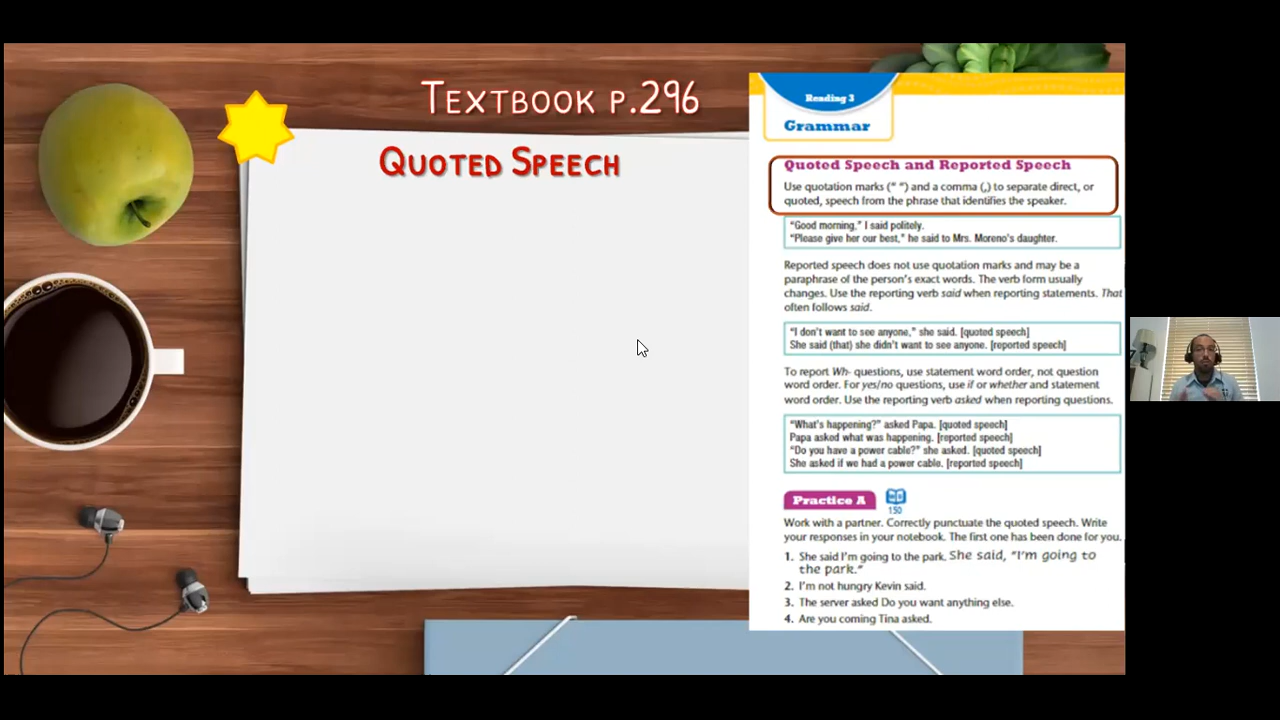 TEXTBOOK P.296
QUOTED SPEECH
Reading 3
Grammar
Quoted Speech and Reported Speech
Use quotation marks (“ ”) and a comma (,) to separate direct, or
quoted, speech from the phrase that identifies the speaker.
“Good morning,” I said politely.
“Please give her our best,” he said to Mrs. Moreno’s daughter.
Reported speech does not use quotation marks and may be a
paraphrase of the person’s exact words. The verb form usually
changes. Use the reporting verb said when reporting statements. That
often follows said.
“I don’t want to see anyone,” she said. [quoted speech]
She said (that) she didn’t want to see anyone. [reported speech]
To report Wh- questions, use statement word order, not question
word order. For yes/no questions, use if or whether and statement
word order. Use the reporting verb asked when reporting questions.
“What’s happening?” asked Papa. [quoted speech]
Papa asked what was happening. [reported speech]
“Do you have a power cable?” she asked. [quoted speech]
She asked if we had a power cable. [reported speech]
Practice A
150
Work with a partner. Correctly punctuate the quoted speech. Write
your responses in your notebook. The first one has been done for you.
1. She said I’m going to the park. She said, “I’m going to
the park.”
2. I’m not hungry Kevin said.
3. The server asked Do you want anything else.
4. Are you coming Tina asked.